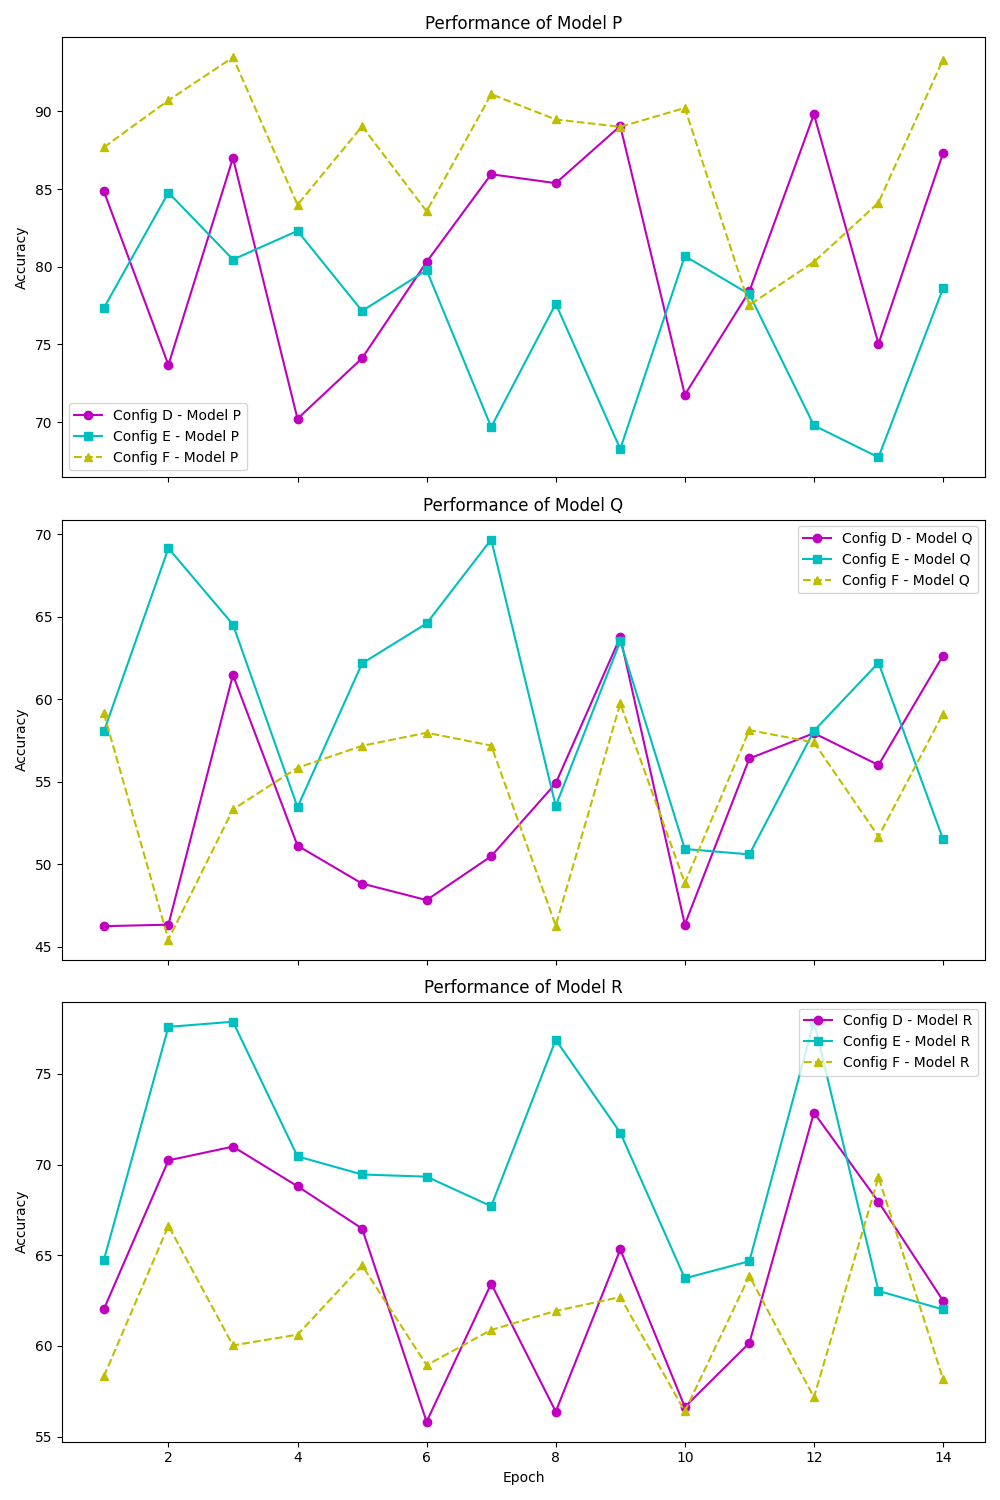 Performance of Model P
Accuracy
90
85
80
75
70
Config D - Model P
Config E - Model P
Config F - Model P
Performance of Model Q
Accuracy
70
65
60
55
50
45
Config D - Model Q
Config E - Model Q
Config F - Model Q
Performance of Model R
Accuracy
75
70
65
60
55
Config D - Model R
Config E - Model R
Config F - Model R
2 4 6 8 10 12 14
Epoch